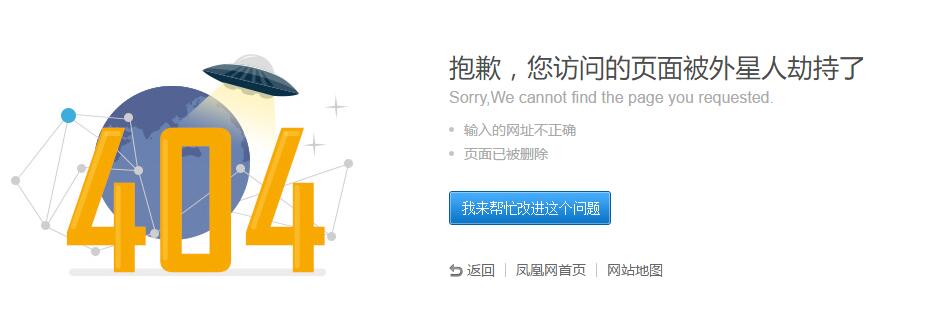 404
抱歉，您访问的页面被外星人劫持了
Sorry,We cannot find the page you requested.
输入的网址不正确
页面已被删除
我来帮忙改进这个问题
返回 | 凤凰网首页 | 网站地图